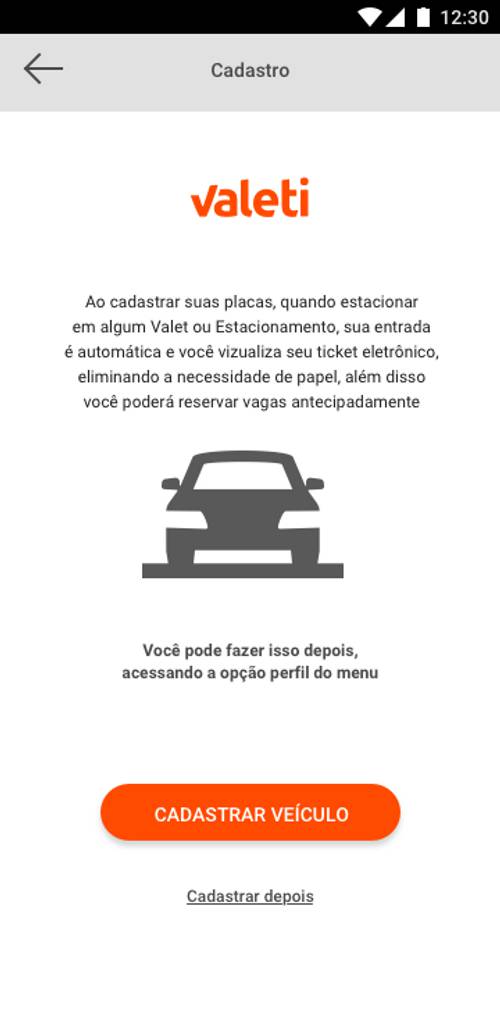 12:30
Cadastro
valeti
Ao cadastrar suas placas, quando estacionar
em algum Valet ou Estacionamento, sua entrada
é automática e você vizualiza seu ticket eletrônico,
eliminando a necessidade de papel, além disso
você poderá reservar vagas antecipadamente
Você pode fazer isso depois,
acessando a opção perfil do menu
CADASTRAR VEÍCULO
Cadastrar depois